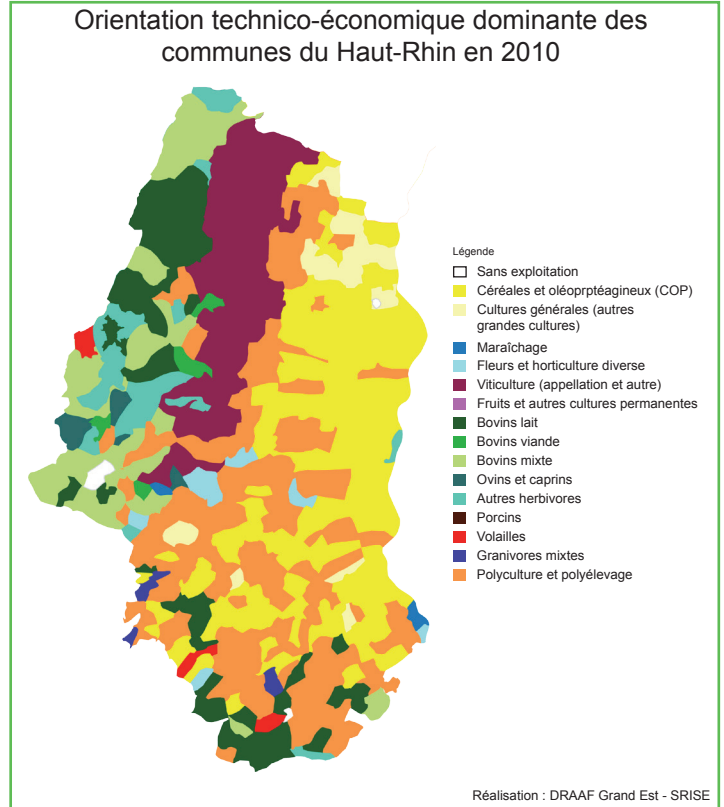 Orientation technico-économique dominante des
communes du Haut-Rhin en 2010
Légende
Sans exploitation
Céréales et oléoprptéagineux (COP)
Cultures générales (autres
grandes cultures)
Maraîchage
Fleurs et horticulture diverse
Viticulture (appellation et autre)
Fruits et autres cultures permanentes
Bovins lait
Bovins viande
Bovins mixte
Ovins et caprins
Autres herbivores
Porcins
Volailles
Granivores mixtes
Polyculture et polyélevage
Réalisation : DRAAF Grand Est - SRISE